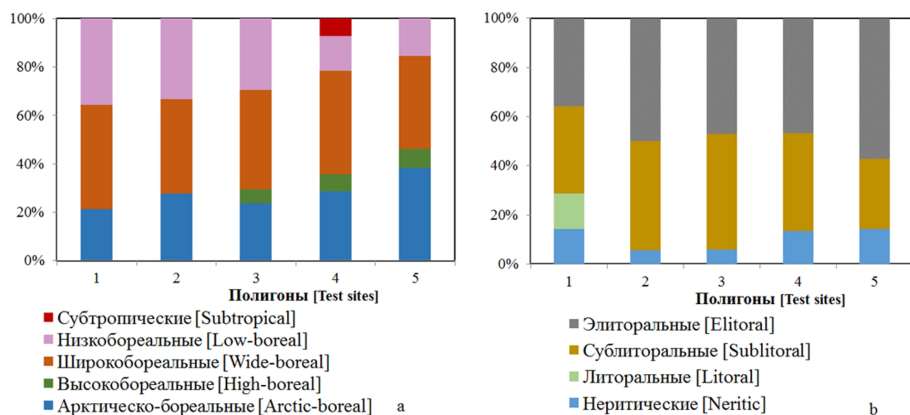 100%
80%
60%
40%
20%
0%
1 2 3 4 5
Полигоны [Test sites]
Субтропические [Subtropical]
Низкобореальные [Low-boreal]
Широкобореальные [Wide-boreal]
Высокобореальные [High-boreal]
Арктическо-бореальные [Arctic-boreal] a
100%
80%
60%
40%
20%
0%
1 2 3 4 5
Полигоны [Test sites]
Элиторальные [Elitoral]
Сублиторальные [Sublitoral]
Литоральные [Litoral]
Неритические [Neritic] b